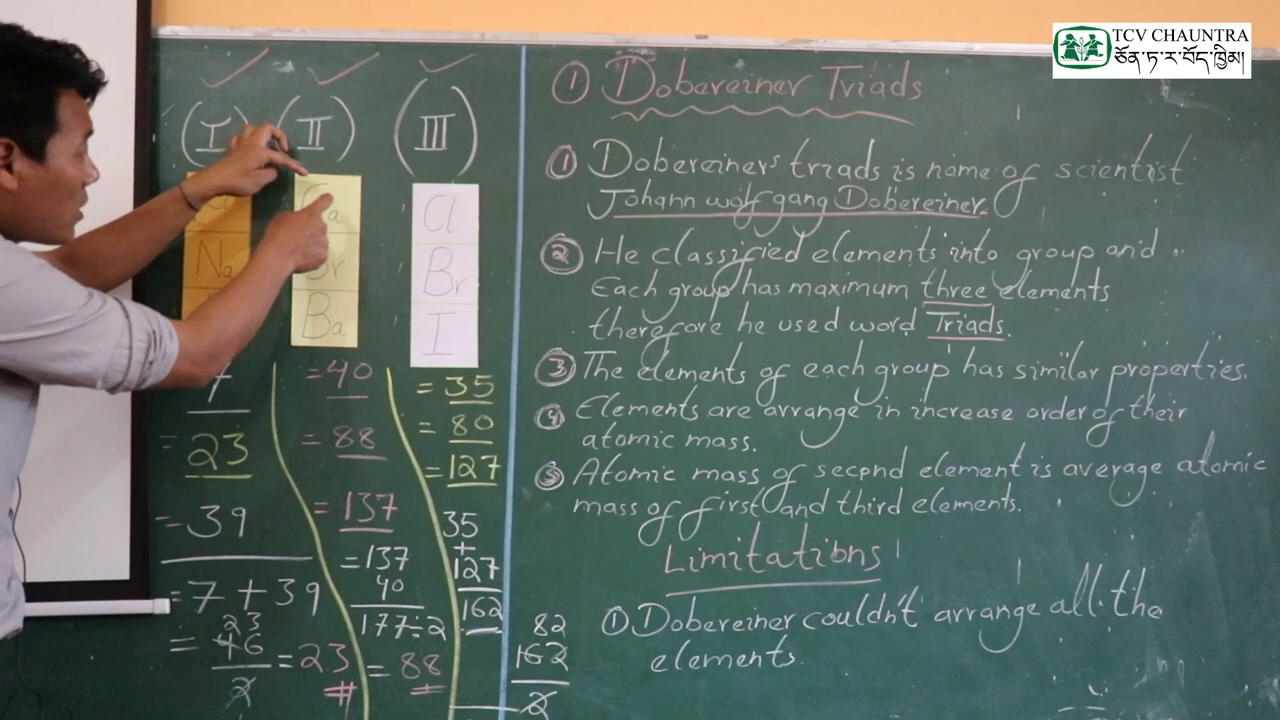 TCV CHAUNTRA
ཅོན་ཏ་ར་བོད་ཁྱིམ།
(I) (II) (III)
Na
Sr
Ba
Cl
Br
I
7
= 23
= 39
= 7 + 39
23
= 46
2
= 23
= 40
= 88
= 137
= 137
40
177 ÷ 2
= 88
= 35
= 80
= 127
35
+
127
162
82
162
2
① Dobereiner Triads
① Dobereiner's triads is name of scientist
Johann wolfgang Dobereiner.
② He classified elements into group and
Each group has maximum three elements
therefore he used word Triads.
③ The elements of each group has similar properties.
④ Elements are arrange in increase order of their
atomic mass.
⑤ Atomic mass of second element is average atomic
mass of first and third elements.
Limitations
① Dobereiner couldn't arrange all the
elements.